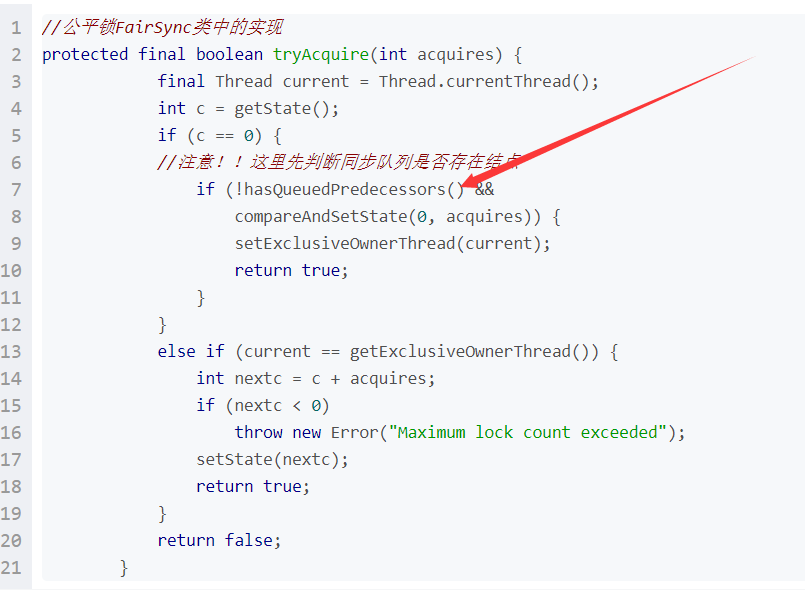 1 //公平锁FairSync类中的实现
2 protected final boolean tryAcquire(int acquires) {
3 final Thread current = Thread.currentThread();
4 int c = getState();
5 if (c == 0) {
6 //注意!!这里先判断同步队列是否存在结点
7 if (!hasQueuedPredecessors() &&
8 compareAndSetState(0, acquires)) {
9 setExclusiveOwnerThread(current);
10 return true;
11 }
12 }
13 else if (current == getExclusiveOwnerThread()) {
14 int nextc = c + acquires;
15 if (nextc < 0)
16 throw new Error("Maximum lock count exceeded");
17 setState(nextc);
18 return true;
19 }
20 return false;
21 }